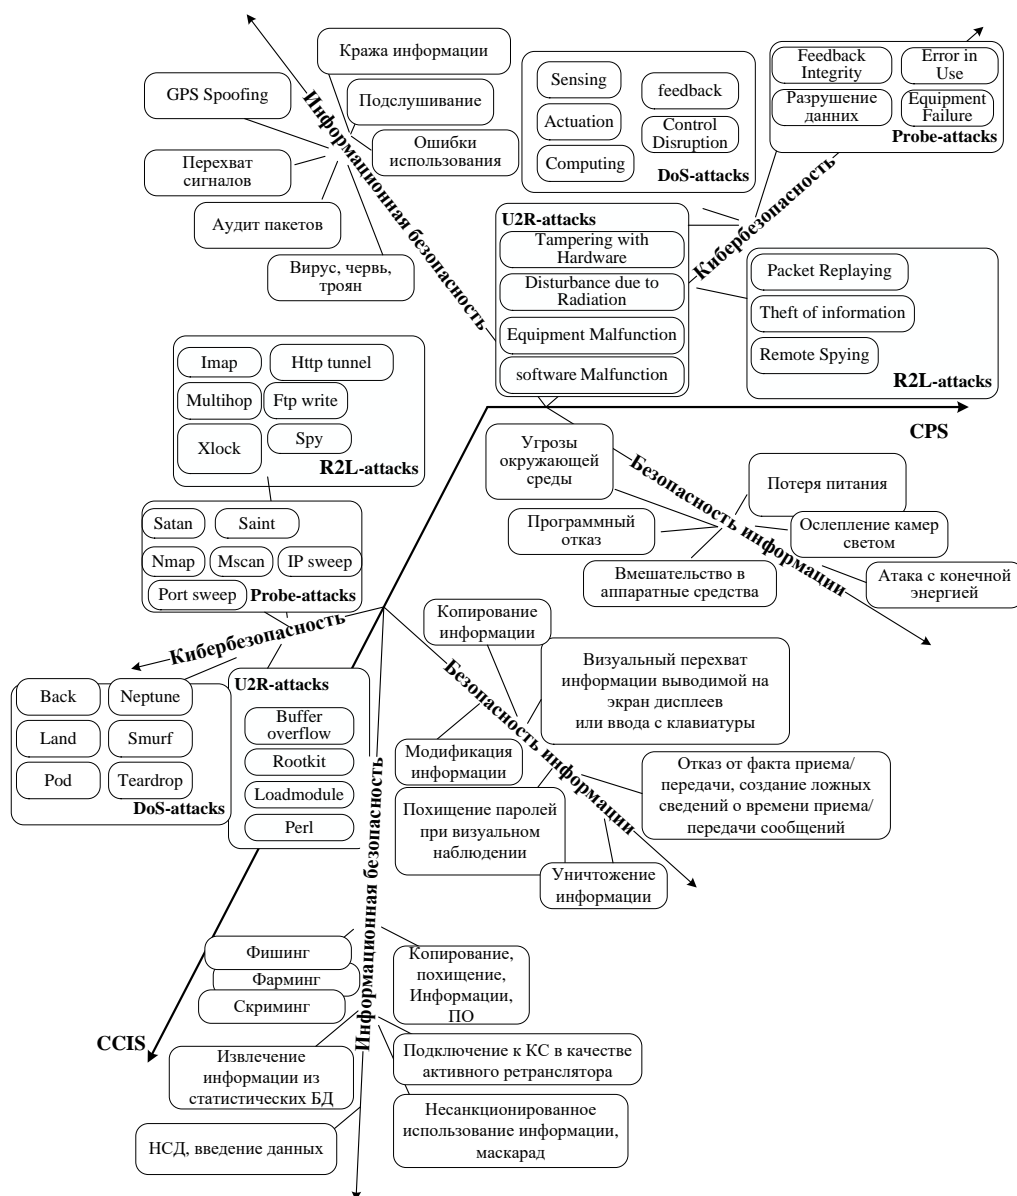 Кража информации
GPS Spoofing
Подслушивание
Ошибки
использования
Перехват
сигналов
Аудит пакетов
Вирус, червь,
троян
Информационная безопасность
Sensing
feedback
Actuation
Control
Disruption
Computing
DoS-attacks
Feedback
Integrity
Error in
Use
Разрушение
данних
Equipment
Failure
Probe-attacks
Кибербезопасность
U2R-attacks
Tampering with
Hardware
Disturbance due to
Radiation
Equipment Malfunction
software Malfunction
Packet Replaying
Theft of information
Remote Spying
R2L-attacks
CPS
Imap
Http tunnel
Multihop
Ftp write
Xlock
Spy
R2L-attacks
Satan
Saint
Nmap
Mscan
IP sweep
Port sweep
Probe-attacks
Угрозы
окружающей
среды
Безопасность информации
Потеря питания
Программный
отказ
Ослепление камер
светом
Вмешательство в
аппаратные средства
Атака с конечной
энергией
Кибербезопасность
Back
Neptune
Land
Smurf
Pod
Teardrop
DoS-attacks
U2R-attacks
Buffer
overflow
Rootkit
Loadmodule
Perl
Копирование
информации
Безопасность информации
Визуальный перехват
информации выводимой на
экран дисплеев
или ввода с клавиатуры
Модификация
информации
Отказ от факта приема/
передачи, создание ложных
сведений о времени приема/
передачи сообщений
Похищение паролей
при визуальном
наблюдении
Уничтожение
информации
Информационная безопасность
Фишинг
Фарминг
Скриминг
Копирование,
похищение,
Информации,
ПО
CCIS
Извлечение
информации из
статистических БД
Подключение к КС в качестве
активного ретранслятора
Несанкционированное
использование информации,
маскарад
НСД, введение данных